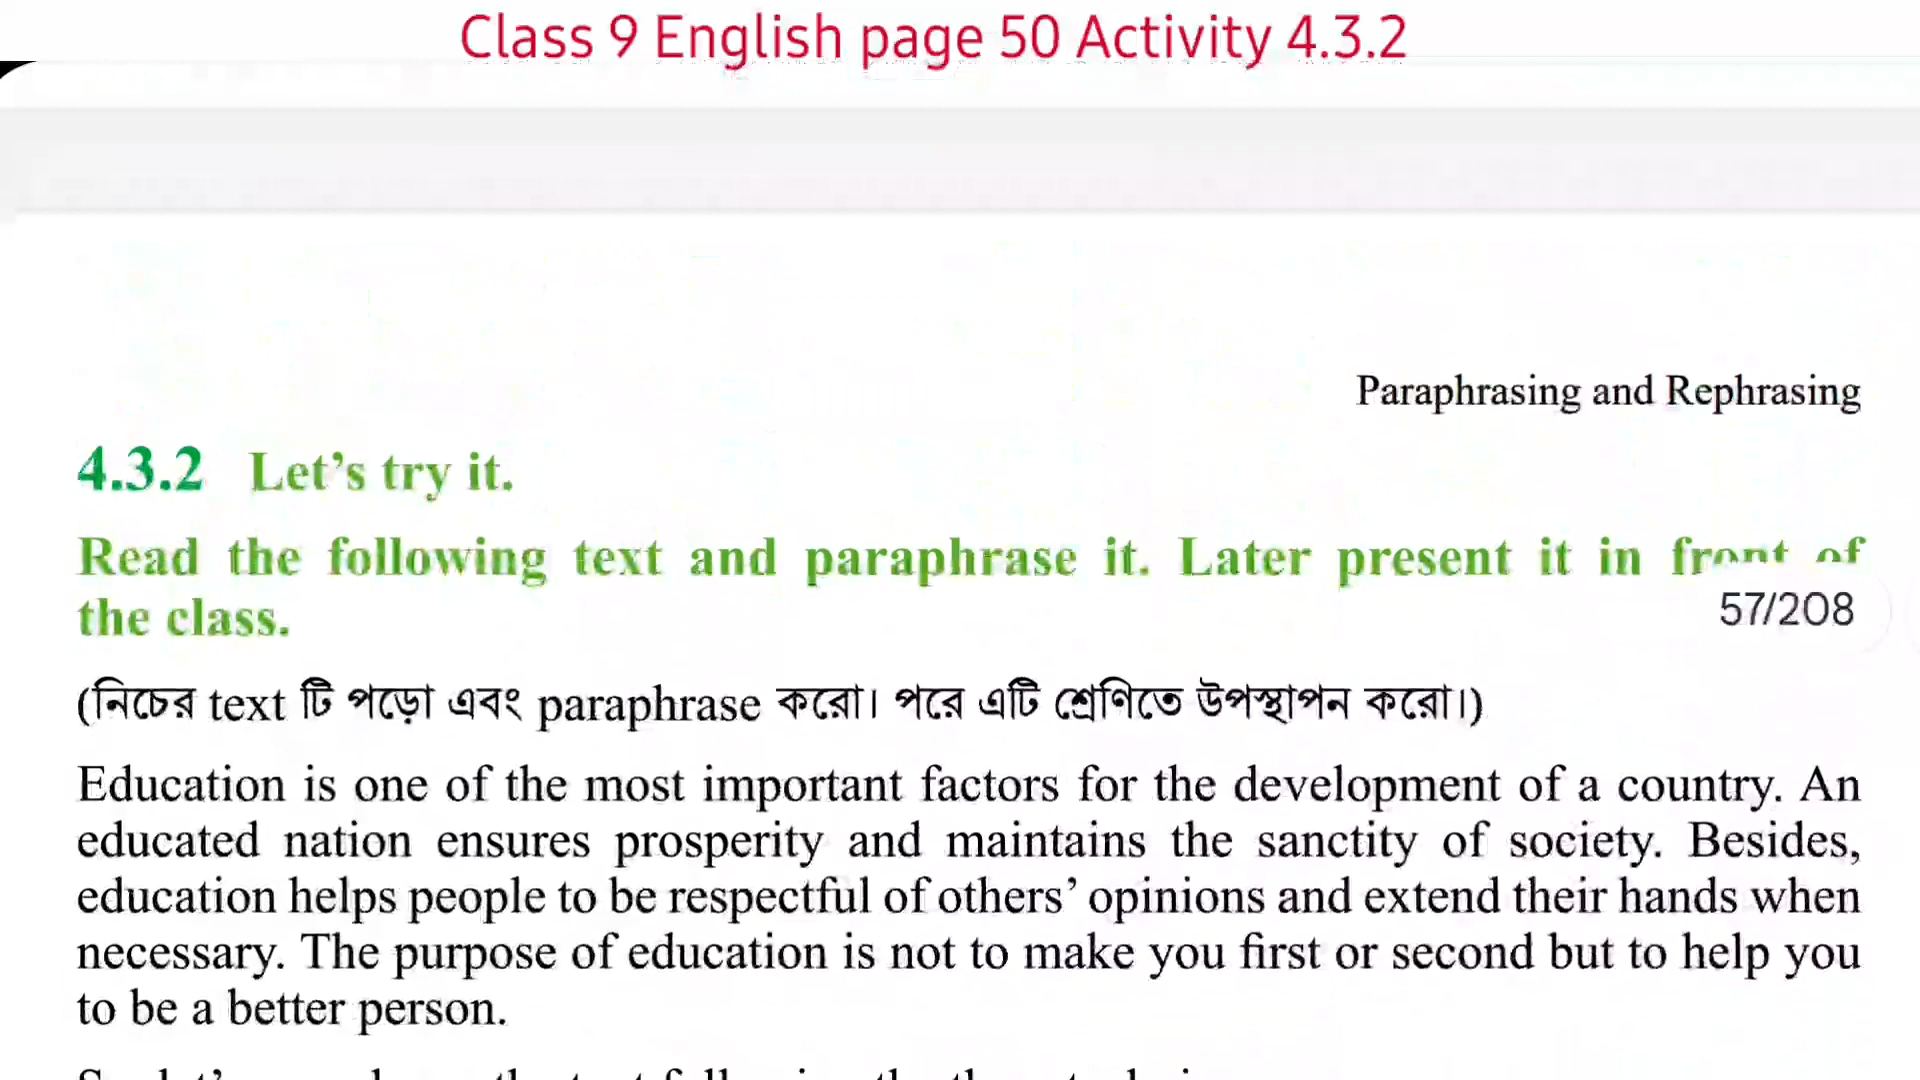 Class 9 English page 50 Activity 4.3.2
Paraphrasing and Rephrasing
4.3.2 Let’s try it.
Read the following text and paraphrase it. Later present it in front of
the class.
57/208
(নিচের text টি পড়ো এবং paraphrase করো। পরে এটি শ্রেণিতে উপস্থাপন করো।)
Education is one of the most important factors for the development of a country. An
educated nation ensures prosperity and maintains the sanctity of society. Besides,
education helps people to be respectful of others’ opinions and extend their hands when
necessary. The purpose of education is not to make you first or second but to help you
to be a better person.